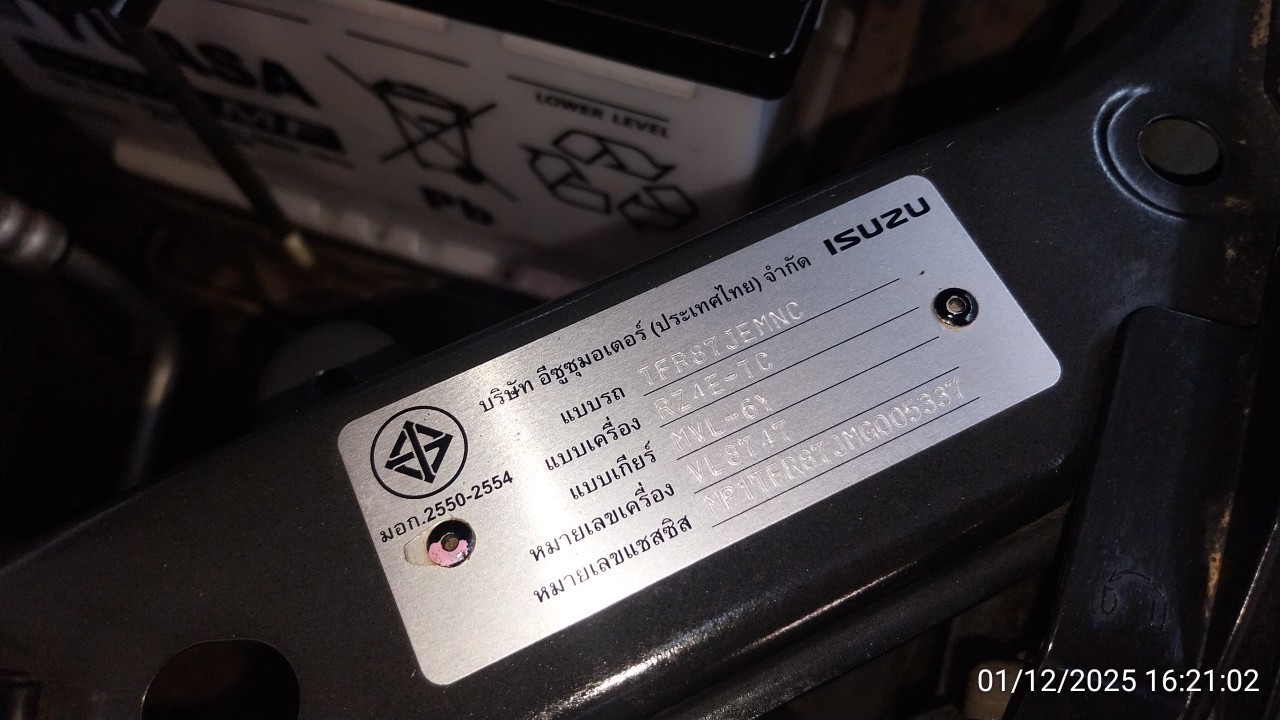 LOWER LEVEL
Pb
ISUZU
บริษัท อีซูซุมอเตอร์ (ประเทศไทย) จำกัด
แบบรถ TFR87JEMNC
แบบเครื่อง RZ4E-TC
แบบเกียร์ MVL-6Y
หมายเลขเครื่อง
หมายเลขแชสซิส
มอก.2550-2554
01/12/2025 16:21:02